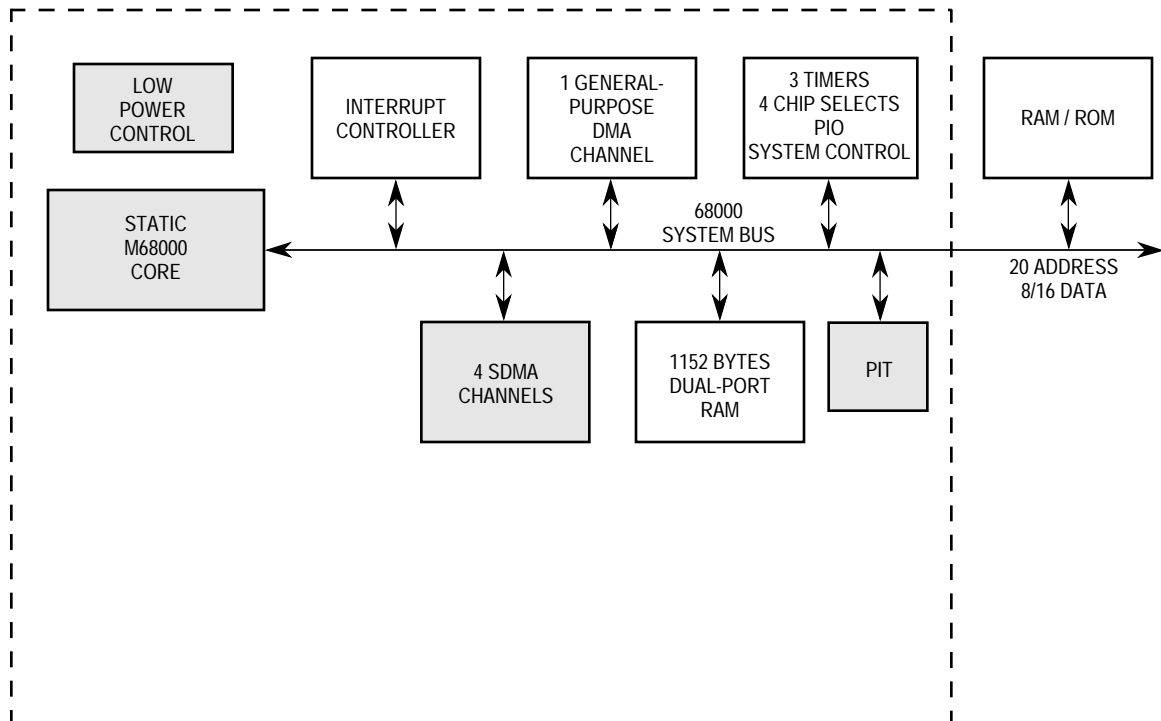 LOW
POWER
CONTROL
INTERRUPT
CONTROLLER
1 GENERAL-
PURPOSE
DMA
CHANNEL
3 TIMERS
4 CHIP SELECTS
PIO
SYSTEM CONTROL
RAM / ROM
STATIC
M68000
CORE
68000
SYSTEM BUS
20 ADDRESS
8/16 DATA
4 SDMA
CHANNELS
1152 BYTES
DUAL-PORT
RAM
PIT